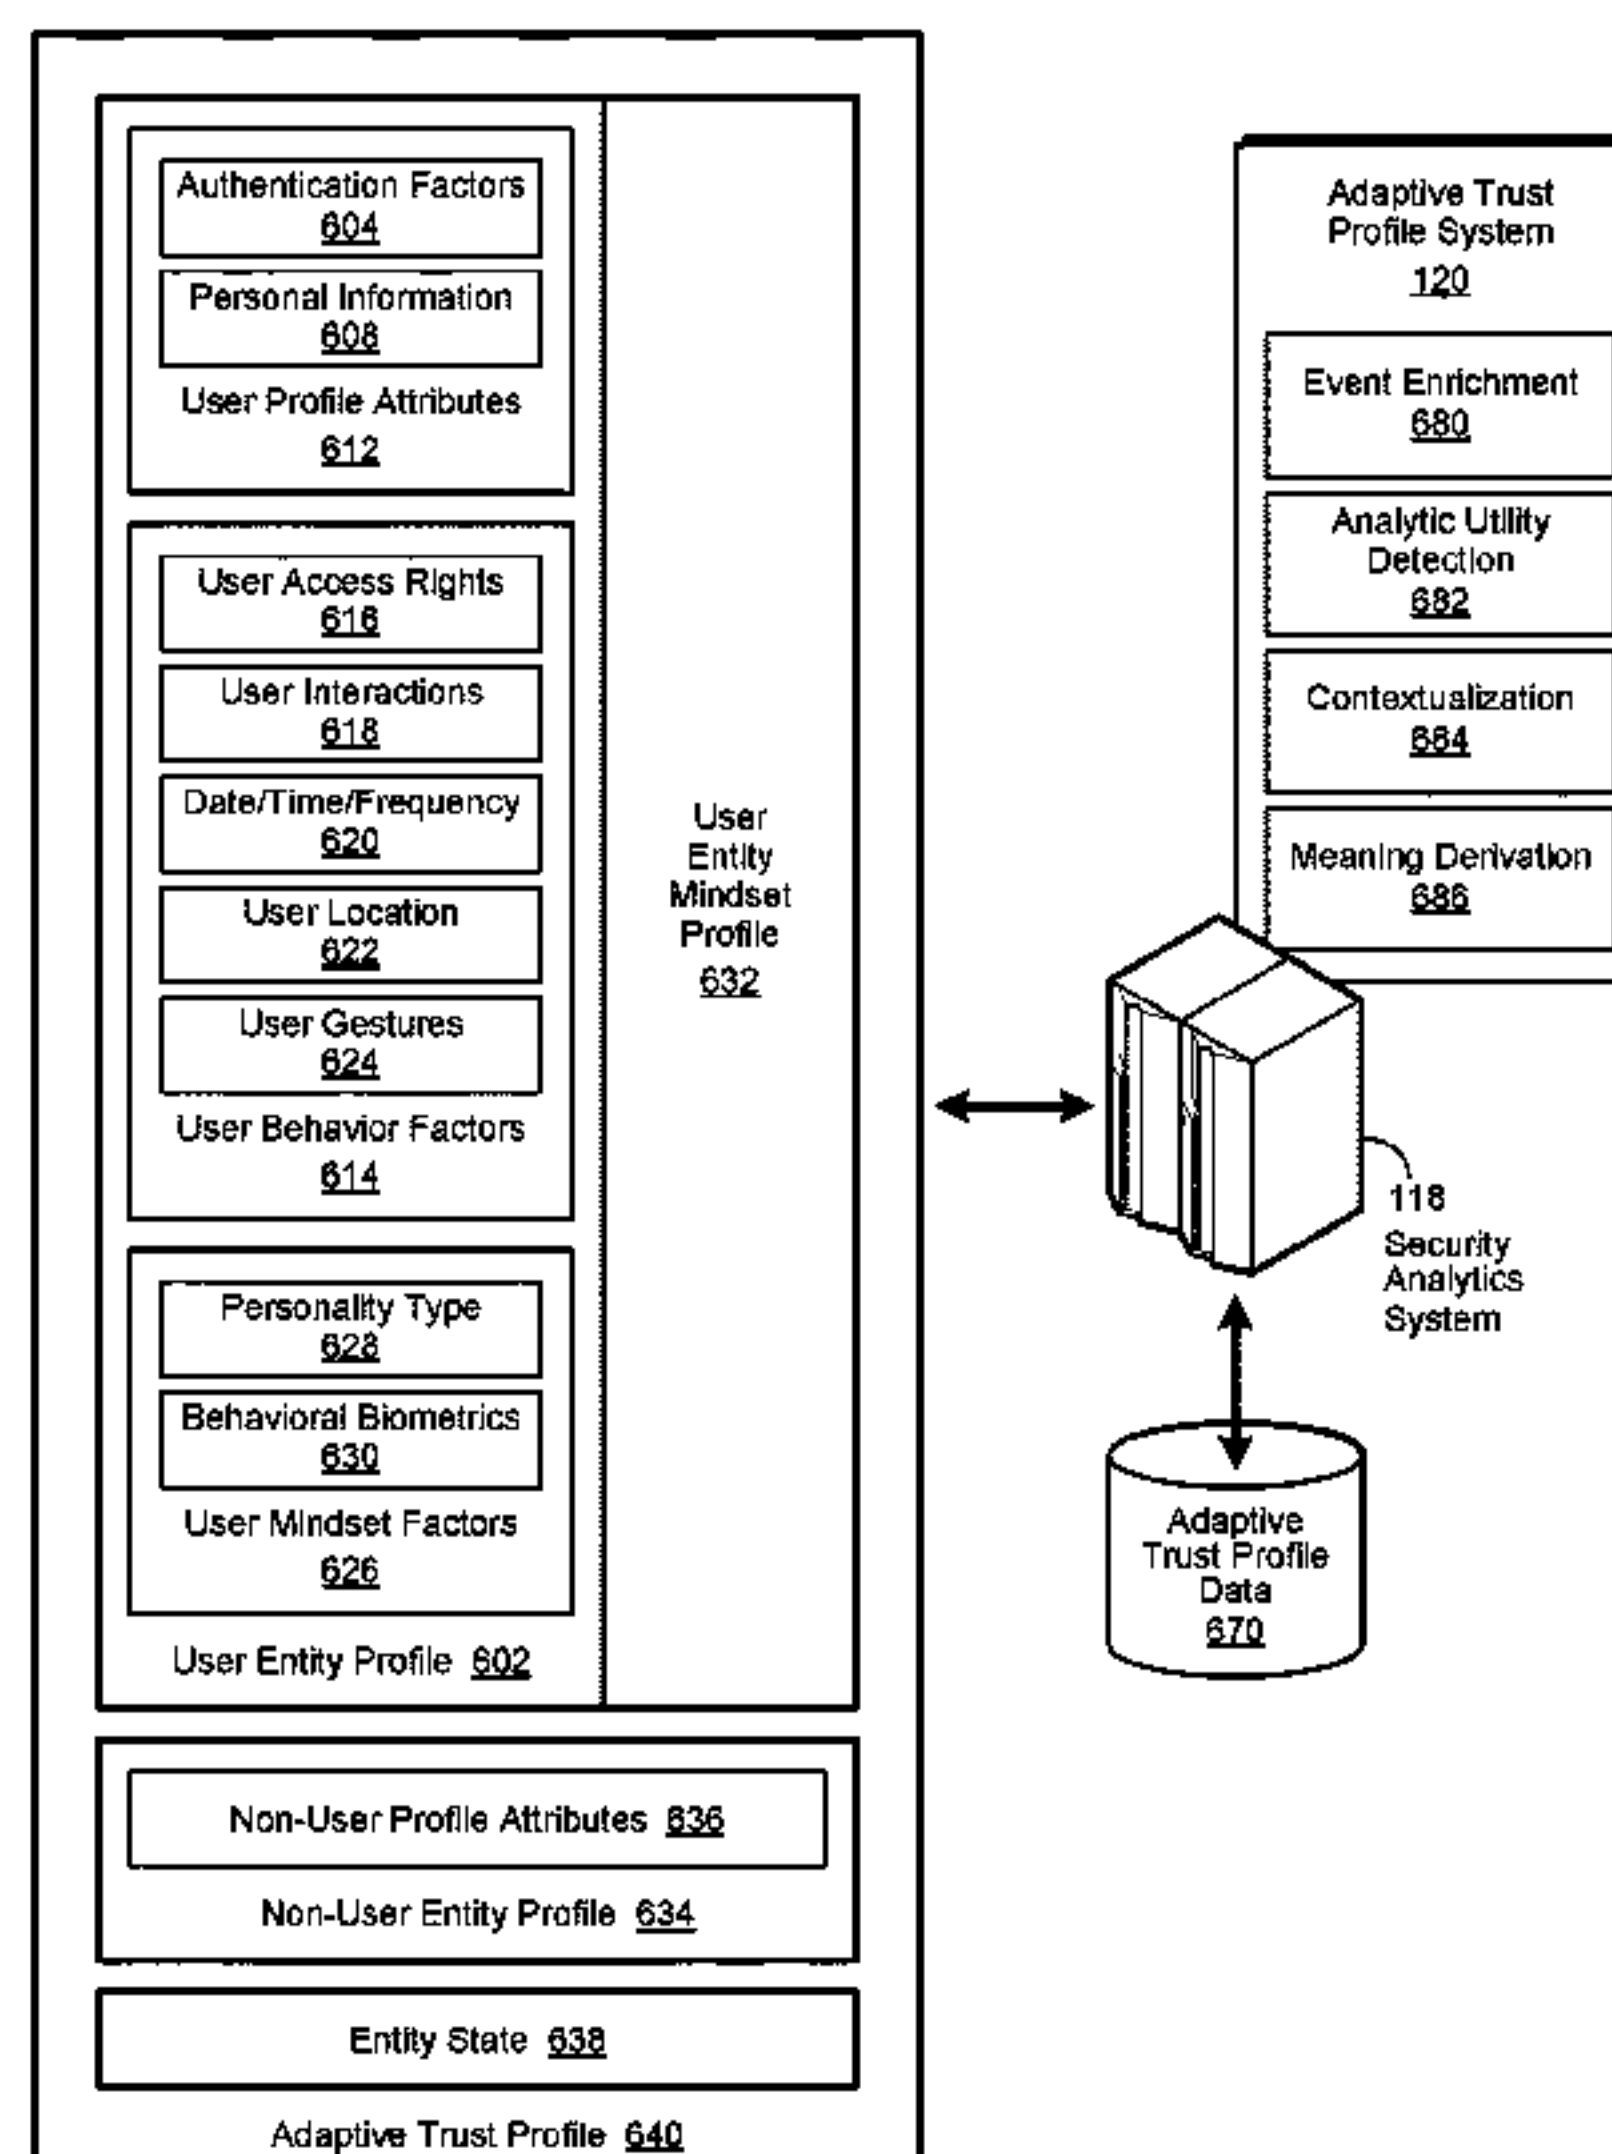 Authentication Factors
604
Personal Information
608
User Profile Attributes
612
User Access Rights
616
User Interactions
618
Date/Time/Frequency
620
User Location
622
User Gestures
624
User Behavior Factors
614
Personality Type
628
Behavioral Biometrics
630
User Mindset Factors
626
User Entity Profile 602
User
Entity
Mindset
Profile
632
Non-User Profile Attributes 636
Non-User Entity Profile 634
Entity State 638
Adaptive Trust Profile 640
Adaptive Trust
Profile System
120
Event Enrichment
680
Analytic Utility
Detection
682
Contextualization
684
Meaning Derivation
686
118
Security
Analytics
System
Adaptive
Trust Profile
Data
670